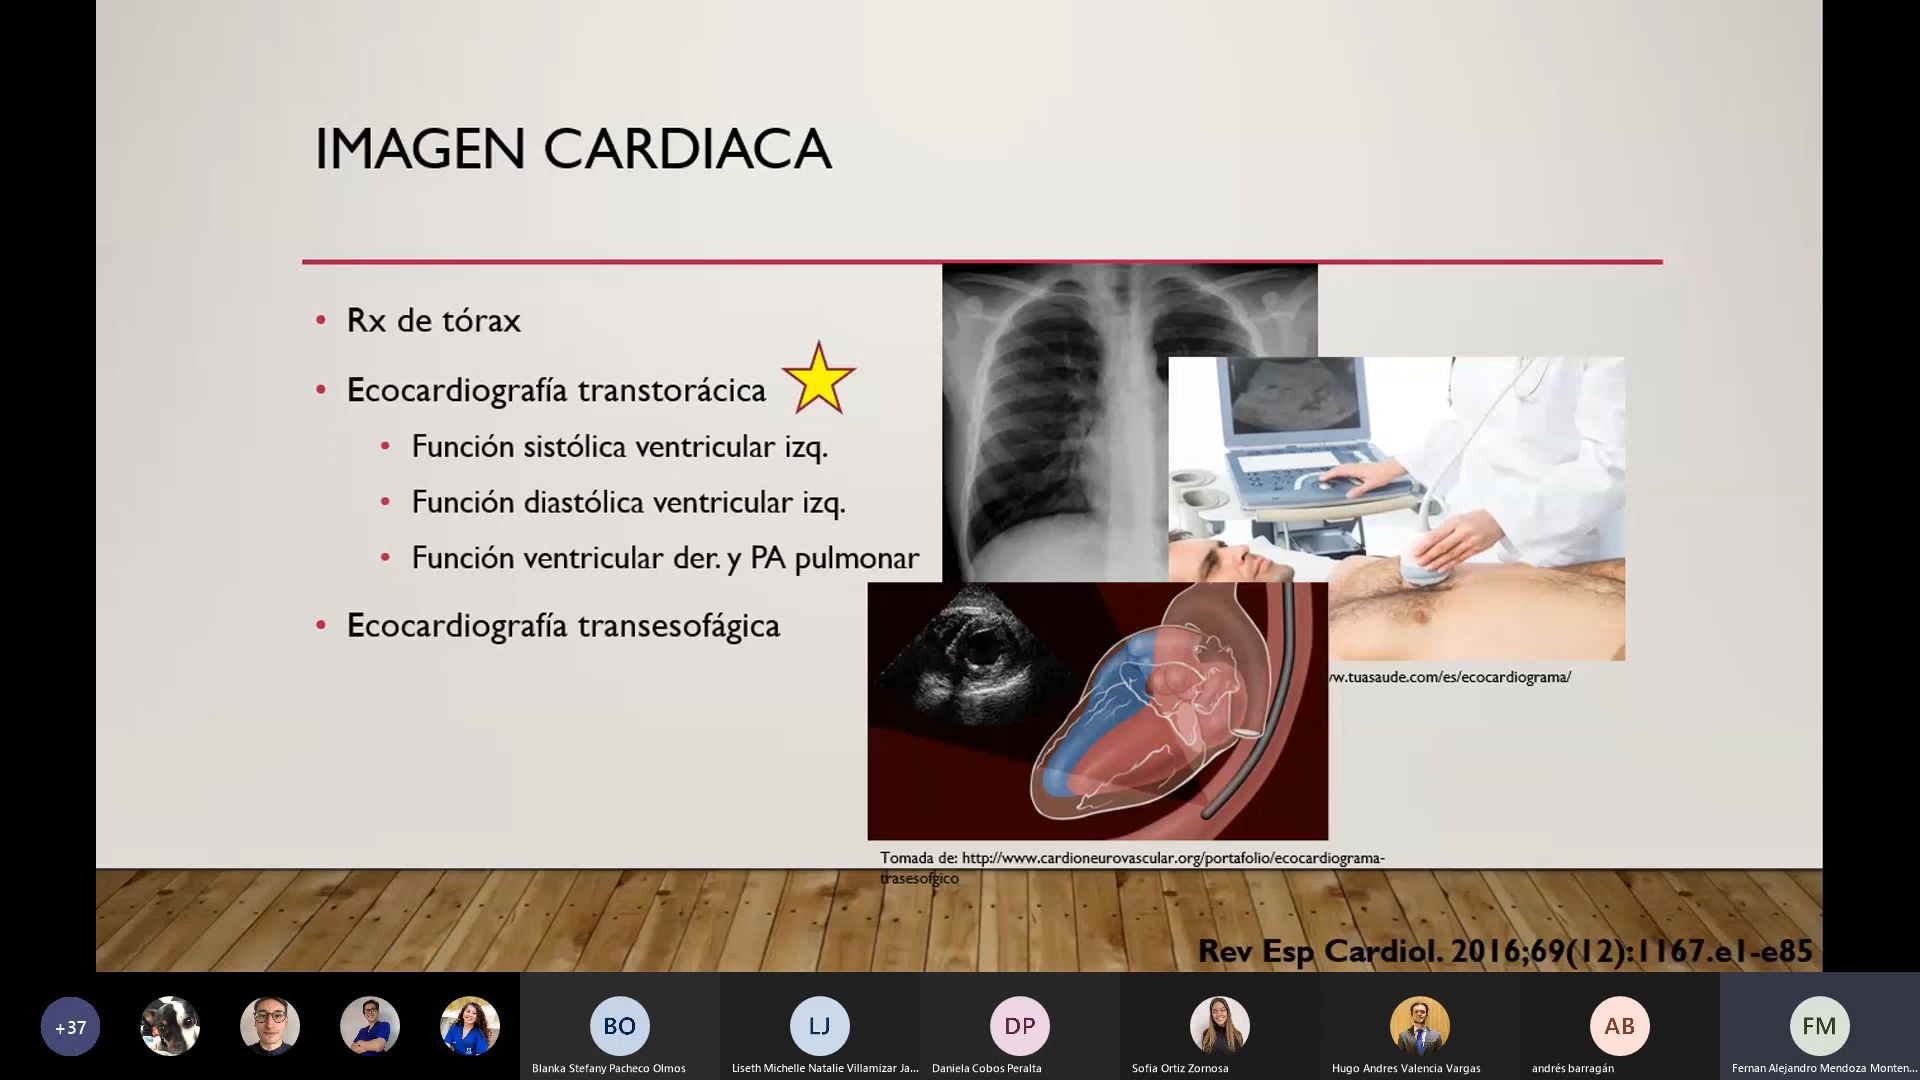 IMAGEN CARDIACA
• Rx de tórax
• Ecocardiografía transtorácica
• Función sistólica ventricular izq.
• Función diastólica ventricular izq.
• Función ventricular der. y PA pulmonar
• Ecocardiografía transesofágica
w.tuasaude.com/es/ecocardiograma/
Tomada de: http://www.cardioneurovascular.org/portafolio/ecocardiograma-
trasesofgico
Rev Esp Cardiol. 2016;69(12):1167.e1-e85
+37
BO
LJ
DP
AB
FM
Blanka Stefany Pacheco Olmos
Liseth Michelle Natalie Villamizar Ja...
Daniela Cobos Peralta
Sofia Ortiz Zornosa
Hugo Andres Valencia Vargas
andrés barragán
Fernan Alejandro Mendoza Monten...